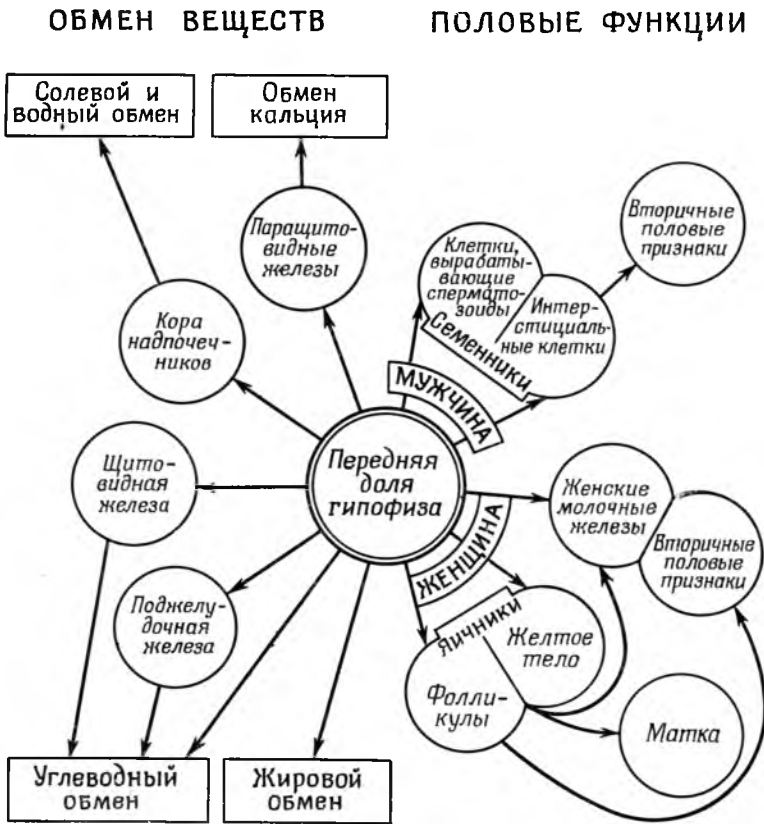 ОБМЕН ВЕЩЕСТВ
ПОЛОВЫЕ ФУНКЦИИ
Солевой и
водный обмен
Обмен
кальция
Паращито-
видные
железы
Кора
надпочеч-
ников
Щито-
видная
железа
Поджелу-
дочная
железа
Углеводный
обмен
Жировой
обмен
Передняя
доля
гипофиза
МУЖЧИНА
Семенники
Клетки,
вырабаты-
вающие
спермато-
зоиды
Интер-
стициаль-
ные клетки
Вторичные
половые
признаки
ЖЕНЩИНА
Женские
молочные
железы
Вторичные
половые
признаки
Яичники
Желтое
тело
Фолли-
кулы
Матка